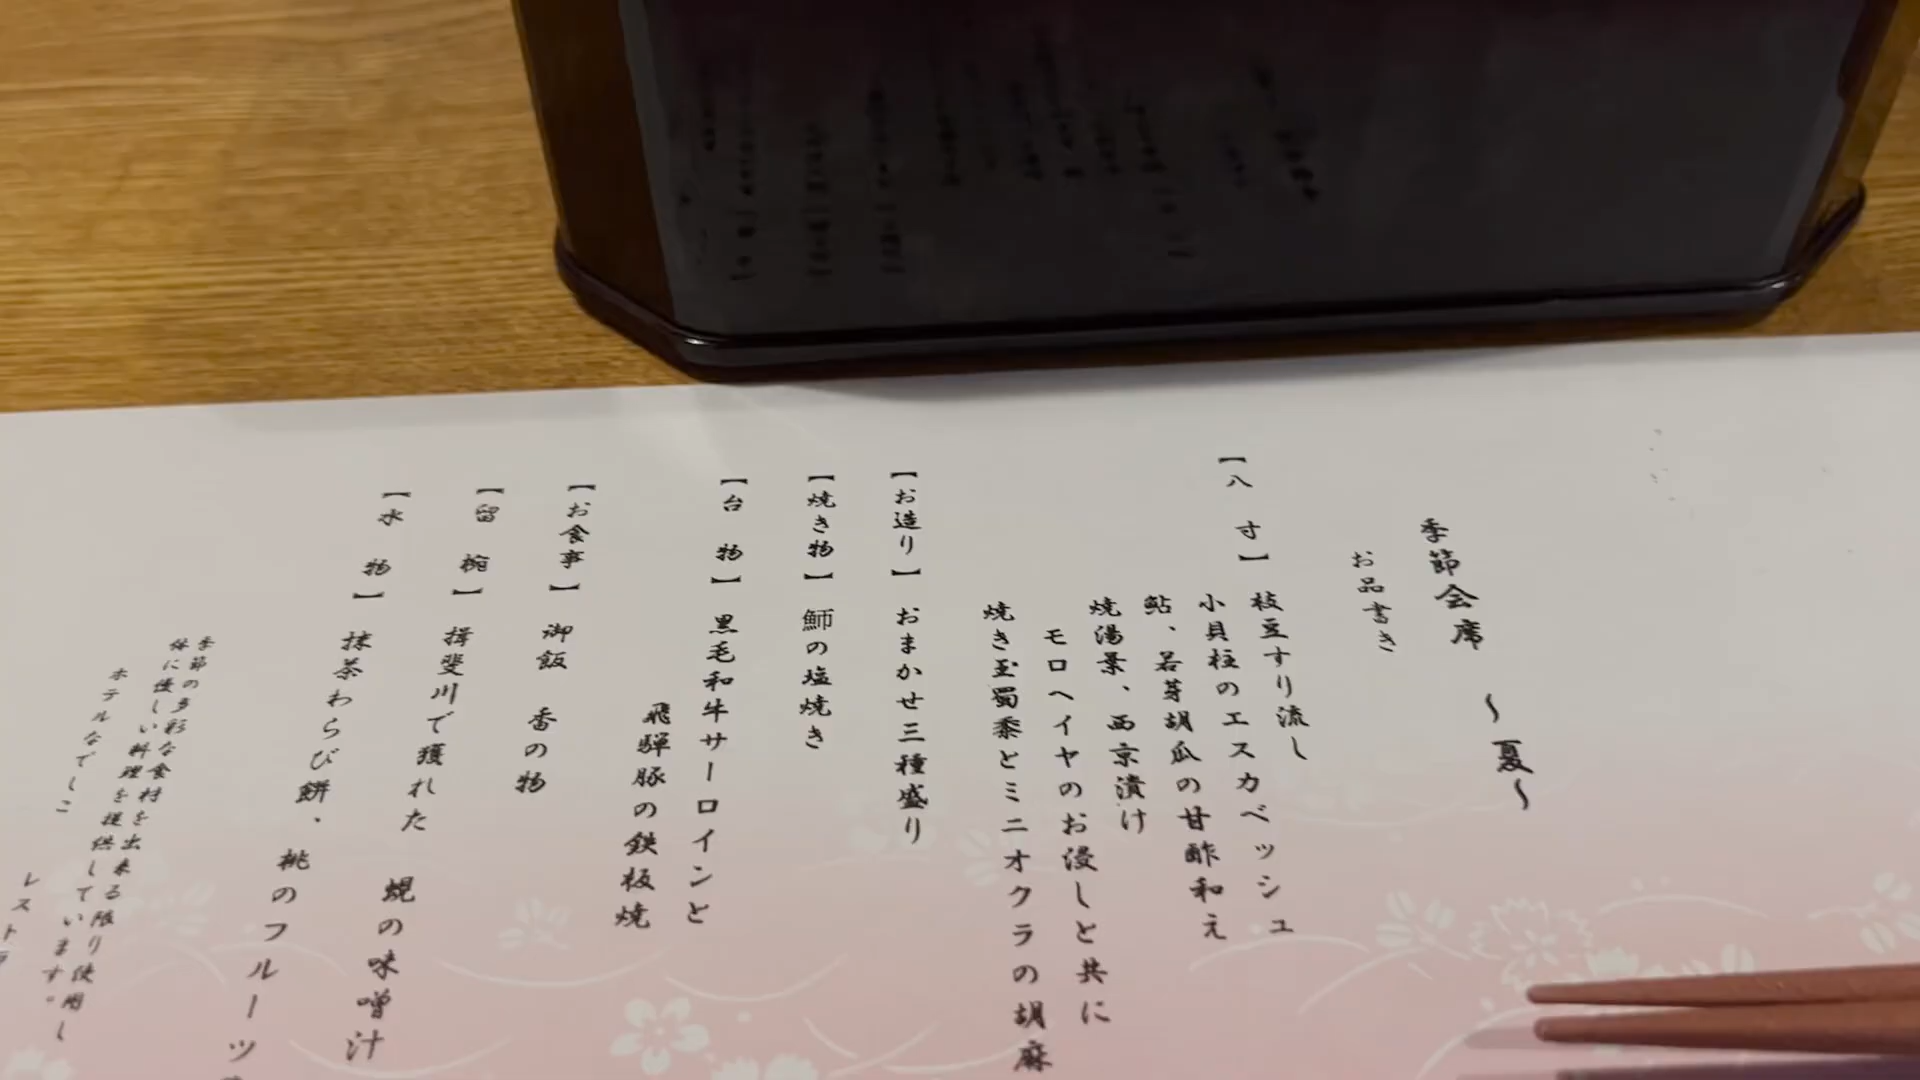 季節会席 〜夏〜
お品書き
【八 寸】 枝豆すり流し
小貝柱のエスカベッシュ
鮎、若芽胡瓜の甘酢和え
焼湯葉、西京漬け
モロヘイヤのお浸しと共に
焼き玉蜀黍とミニオクラの胡麻
【お造り】 おまかせ三種盛り
【焼き物】 鰤の塩焼き
【台 物】 黒毛和牛サーロインと
飛騨豚の鉄板焼
【お食事】 御飯 香の物
【留 椀】 揖斐川で獲れた 蜆の味噌汁
【水 物】 抹茶わらび餅、桃のフルーツ
季節の多彩な食材を出来る限り使用し
体に優しい料理を提供しています。
ホテルなでしこ
レストラ